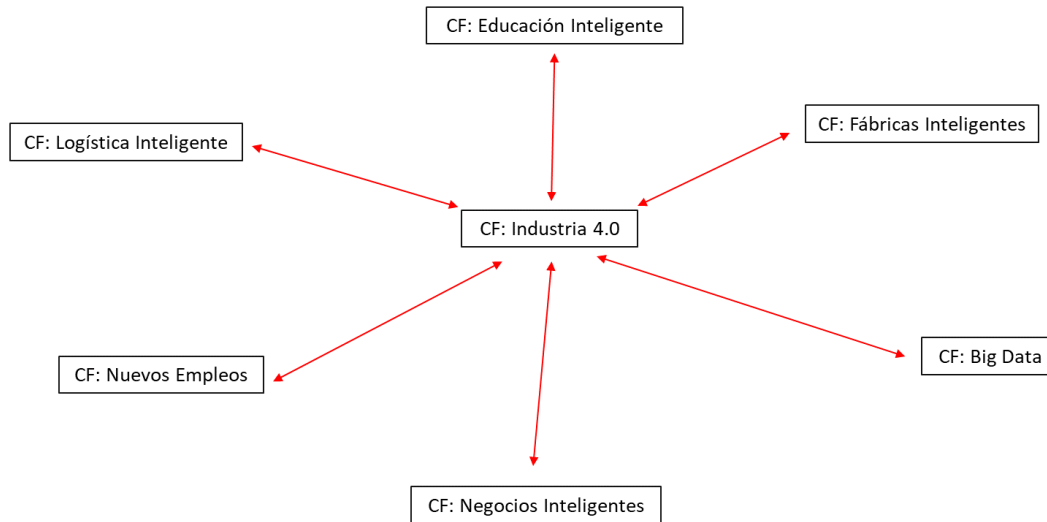 CF: Educación Inteligente
CF: Fábricas Inteligentes
CF: Logística Inteligente
CF: Industria 4.0
CF: Big Data
CF: Nuevos Empleos
CF: Negocios Inteligentes